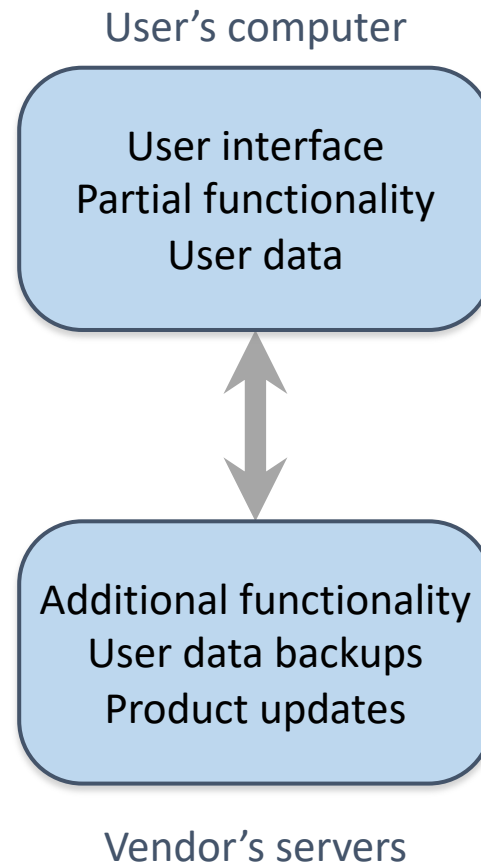 User’s computer
User interface
Partial functionality
User data
Additional functionality
User data backups
Product updates
Vendor’s servers